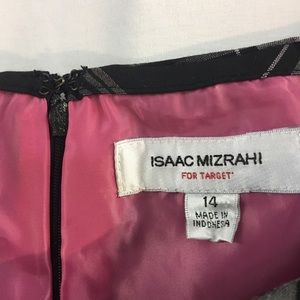 ISAAC MIZRAHI
FOR TARGET*
14
MADE IN
INDONESIA